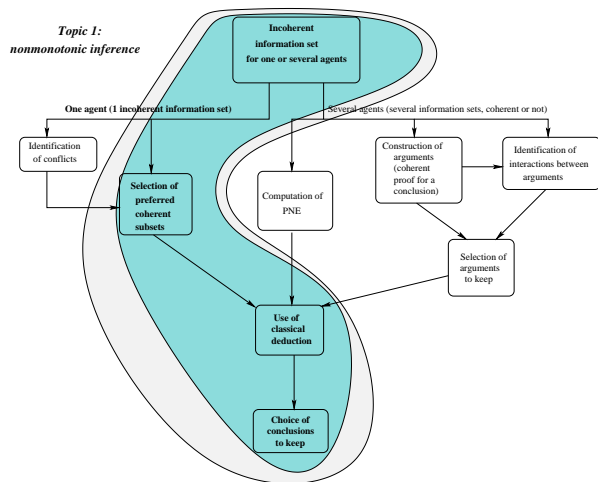 Topic 1:
nonmonotonic inference
Incoherent
information set
for one or several agents
One agent (1 incoherent information set)
Several agents (several information sets, coherent or not)
Identification
of conflicts
Selection of
preferred
coherent
subsets
Computation of
PNE
Construction of
arguments
(coherent
proof for a
conclusion)
Identification of
interactions between
arguments
Selection of
arguments
to keep
Use of
classical
deduction
Choice of
conclusions
to keep